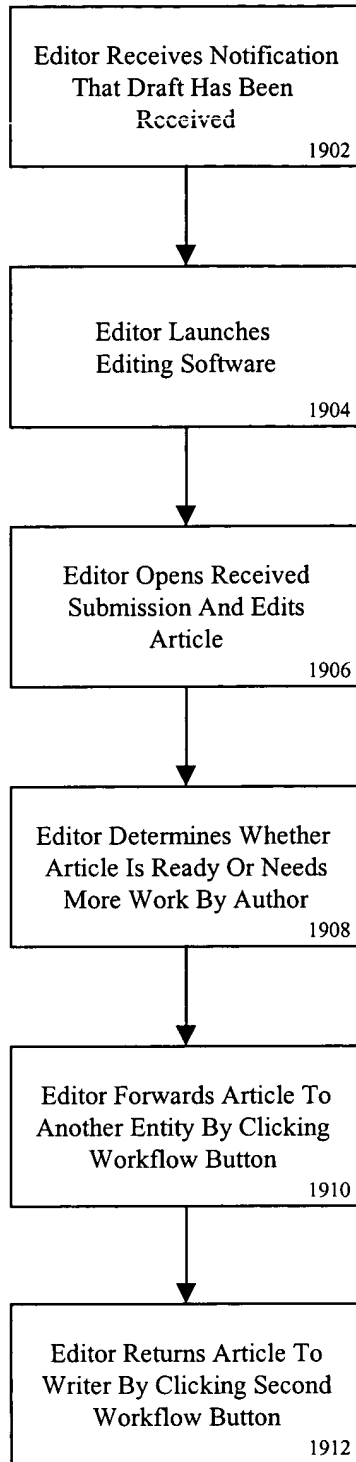 Editor Receives Notification
That Draft Has Been
Received
1902
Editor Launches
Editing Software
1904
Editor Opens Received
Submission And Edits
Article
1906
Editor Determines Whether
Article Is Ready Or Needs
More Work By Author
1908
Editor Forwards Article To
Another Entity By Clicking
Workflow Button
1910
Editor Returns Article To
Writer By Clicking Second
Workflow Button
1912